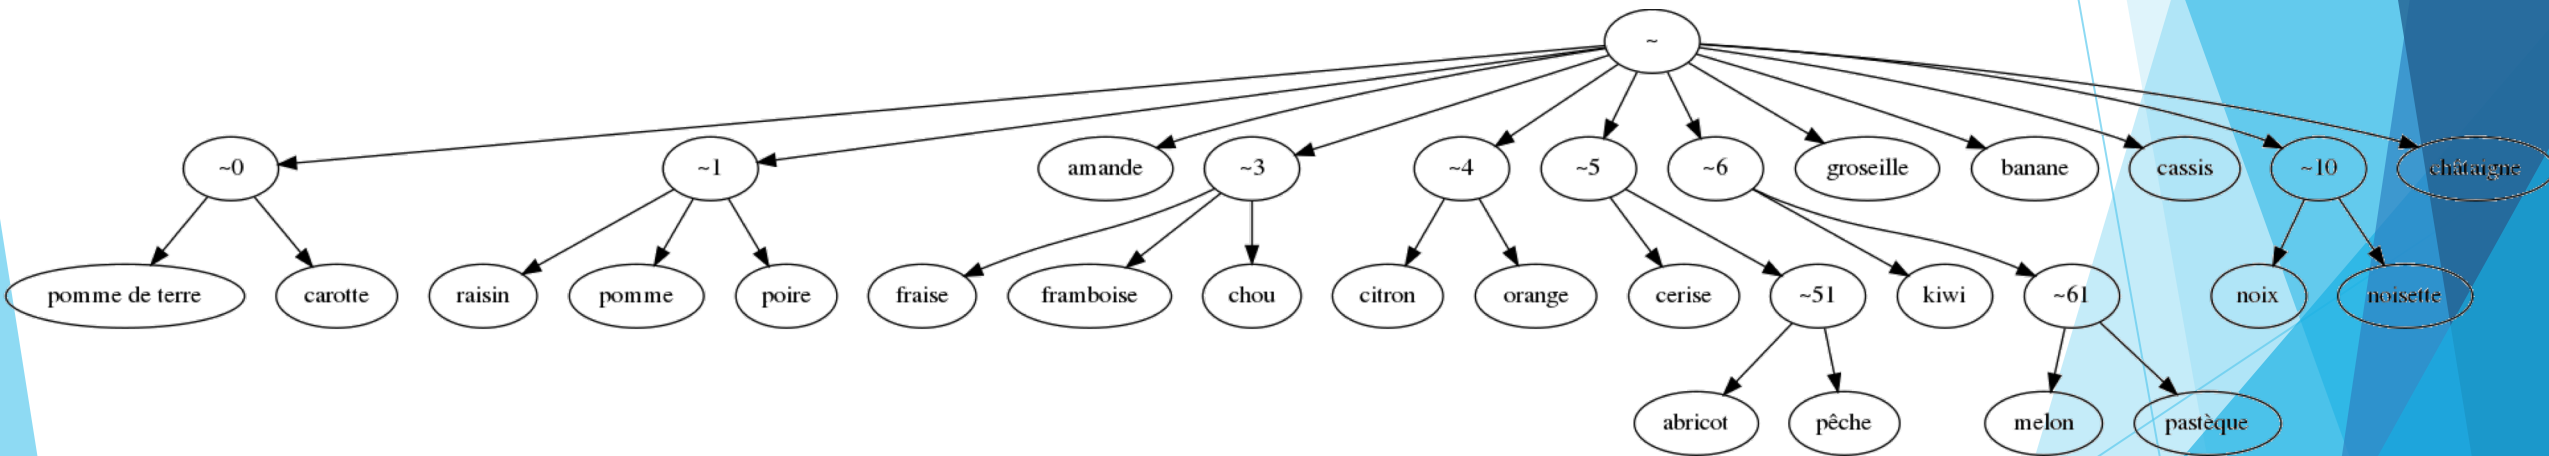 ~
~0 ~1 amande ~3 ~4 ~5 ~6 groseille banane cassis ~10 châtaigne
pomme de terre carotte raisin pomme poire fraise framboise chou citron orange cerise ~51 kiwi ~61 noix noisette
abricot pêche melon pastèque